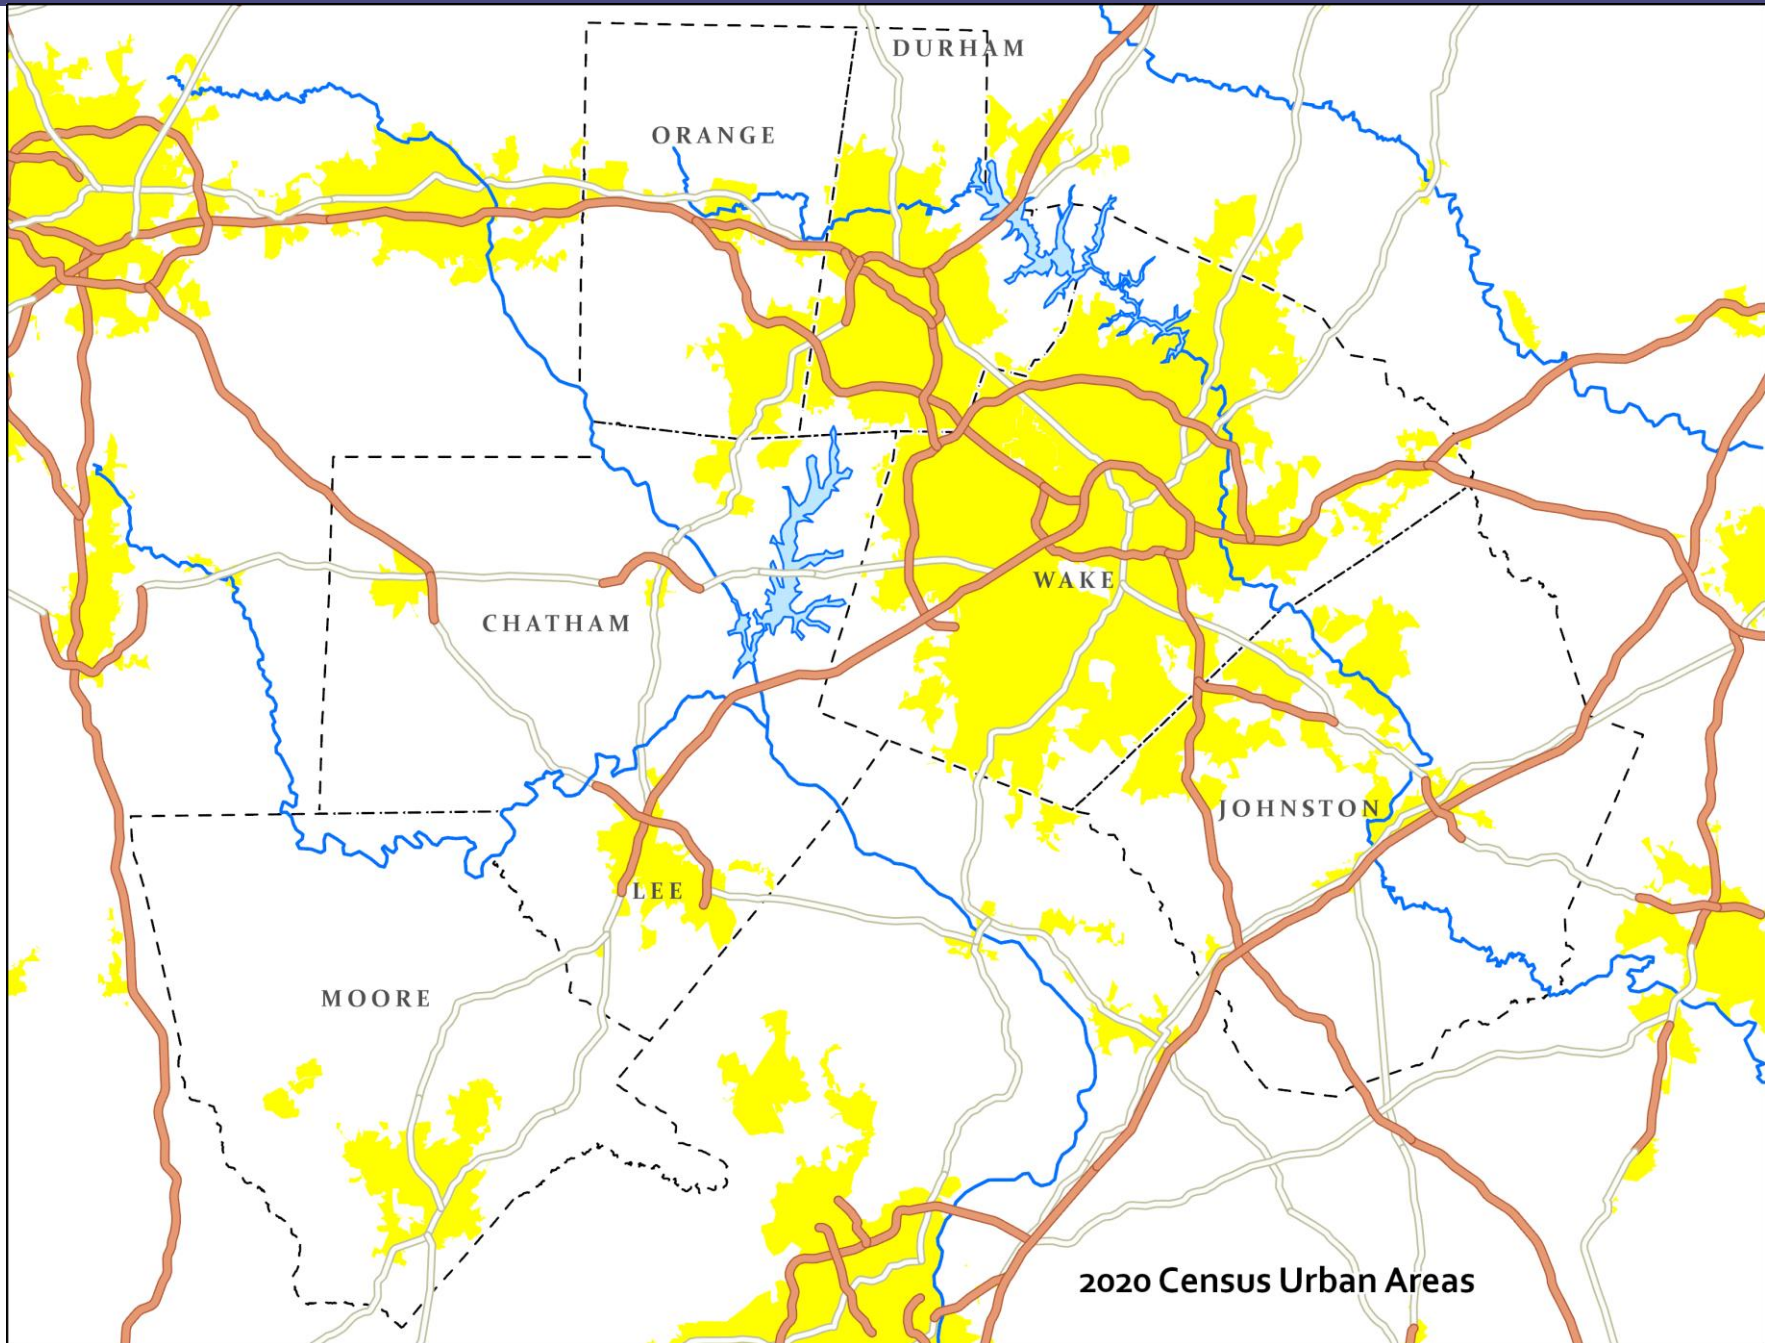 DURHAM
ORANGE
WAKE
CHATHAM
JOHNSTON
LEE
MOORE
2020 Census Urban Areas